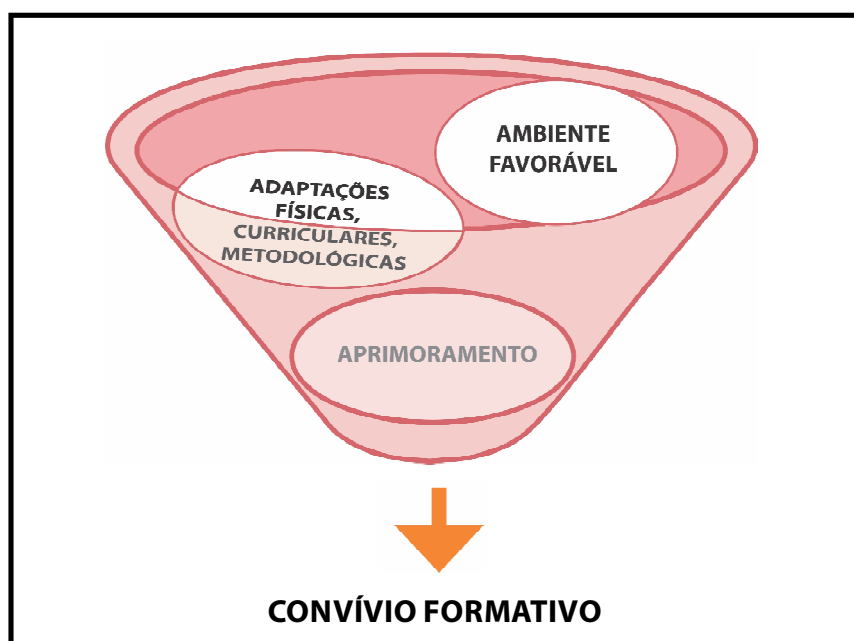 AMBIENTE
FAVORÁVEL
ADAPTAÇÕES
FÍSICAS,
CURRICULARES,
METODOLÓGICAS
APRIMORAMENTO
CONVÍVIO FORMATIVO